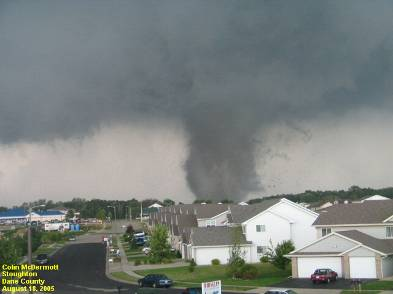 Colin McDermott
Stoughton
Dane County
August 18, 2005